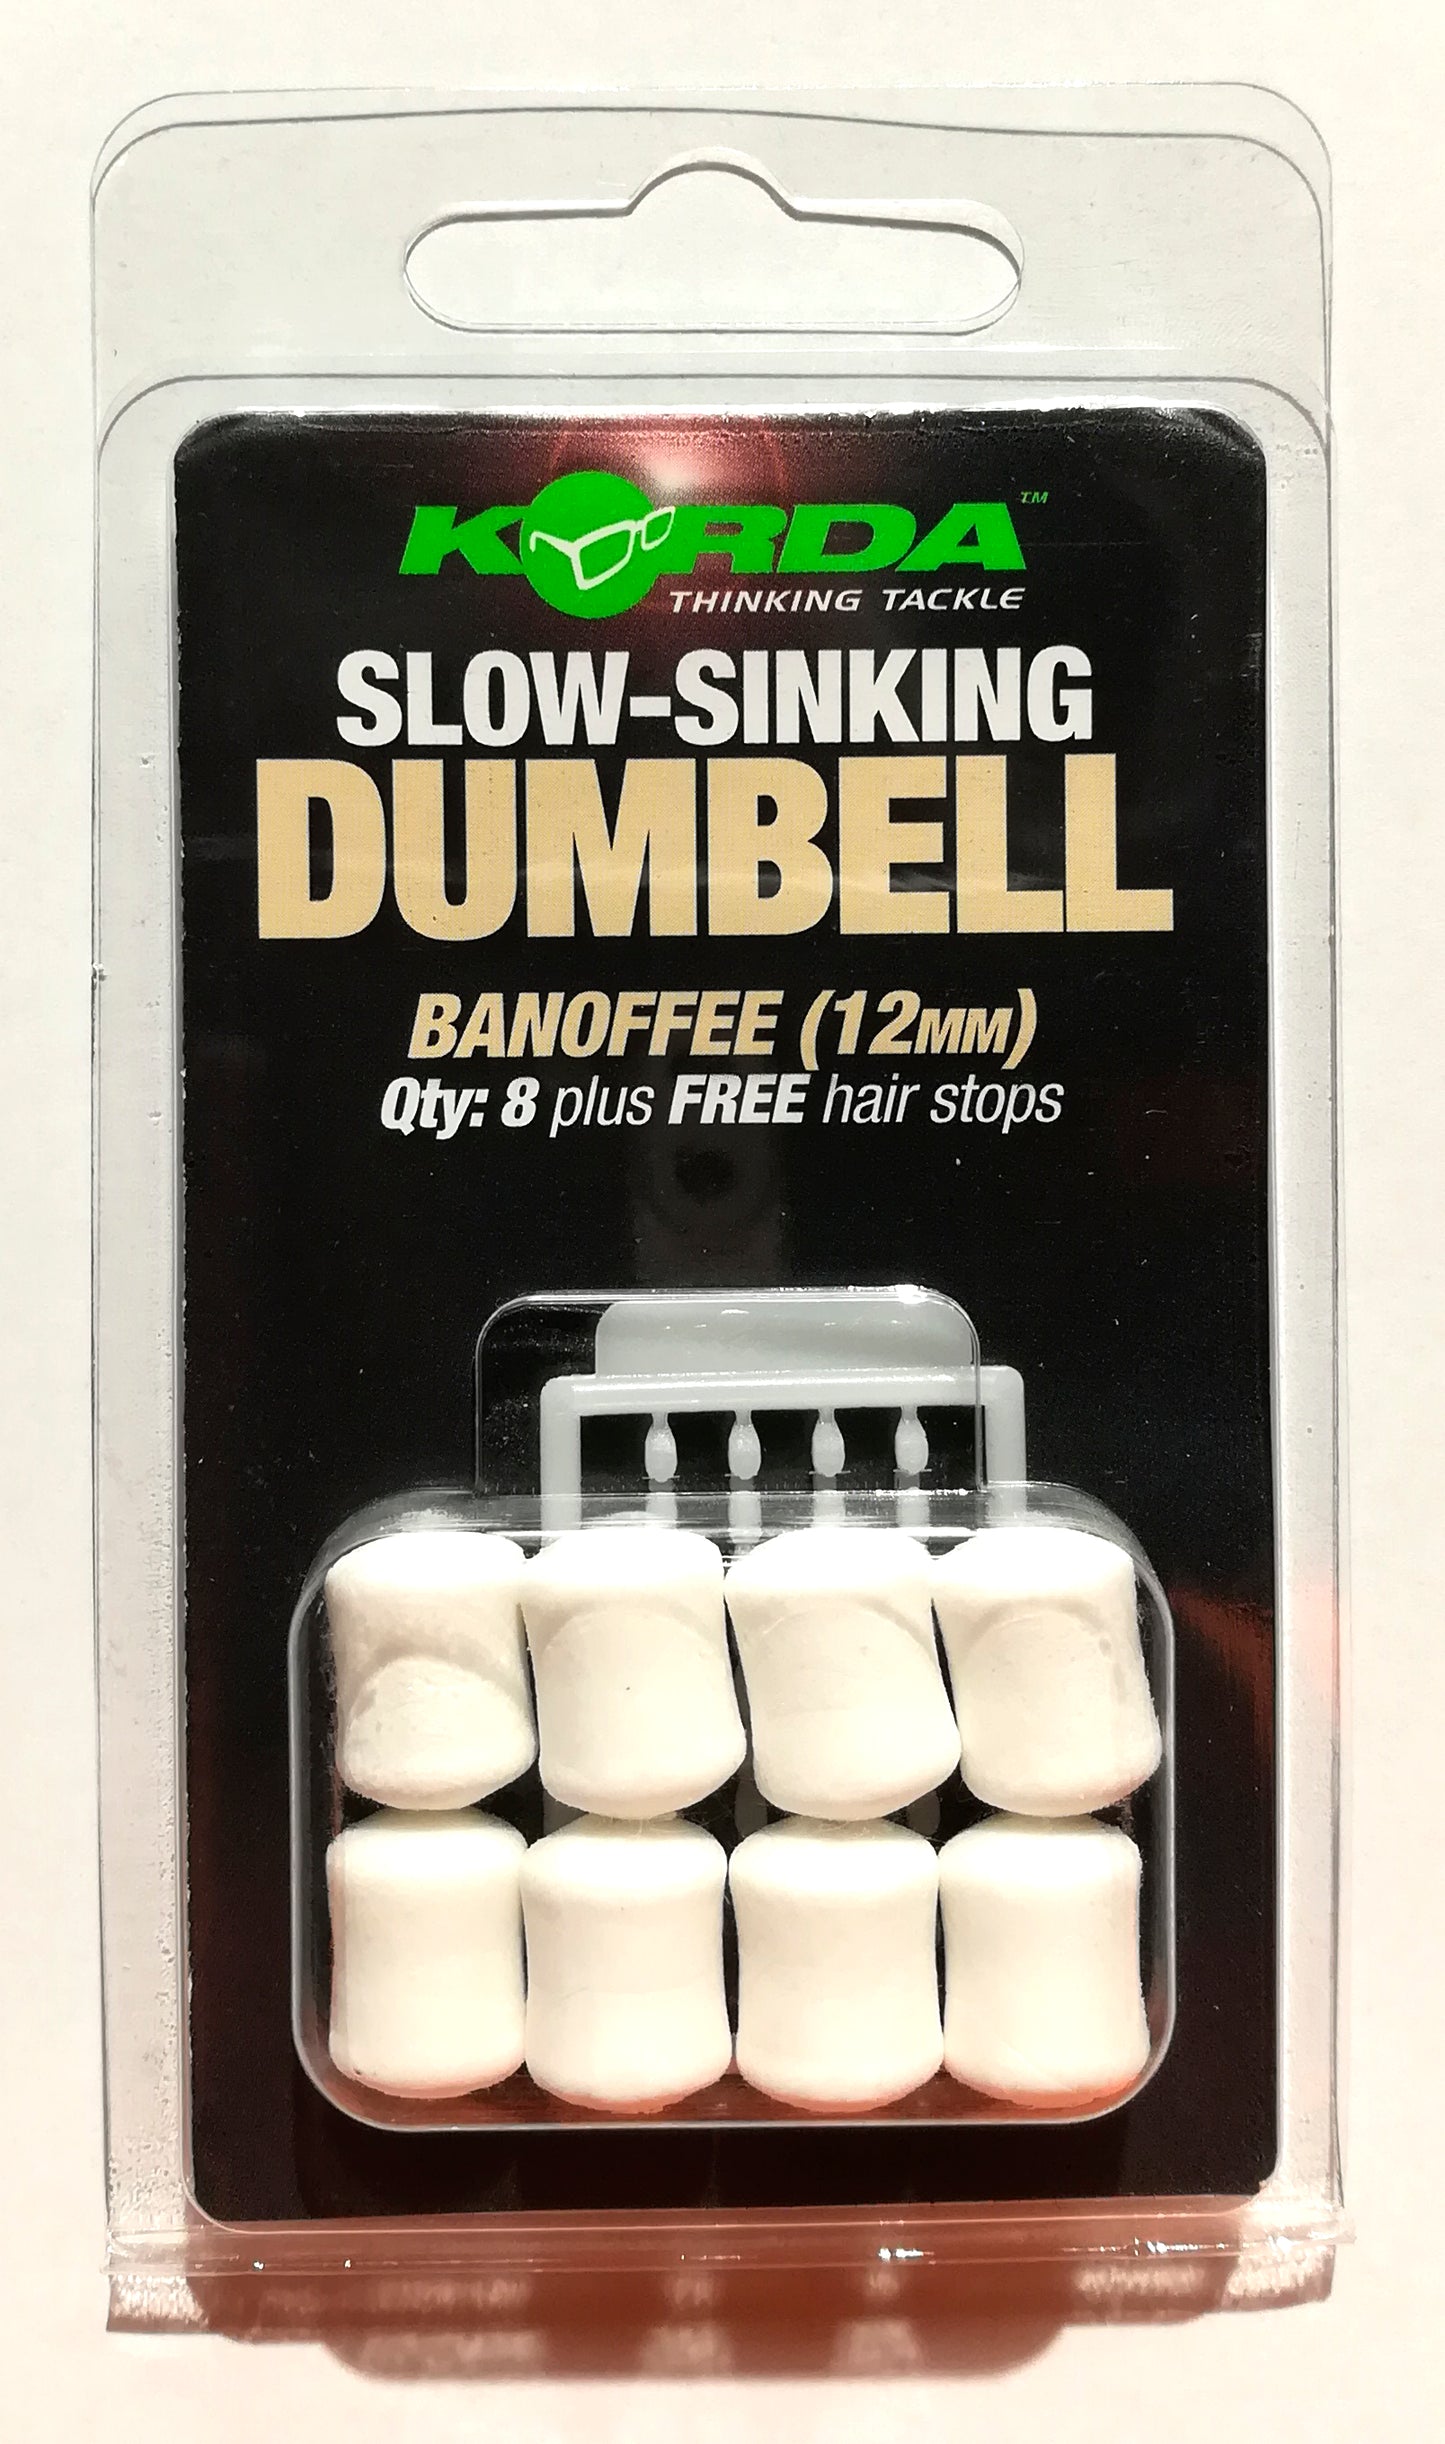 KORDA™
THINKING TACKLE
SLOW-SINKING
DUMBELL
BANOFFEE (12MM)
Qty: 8 plus FREE hair stops